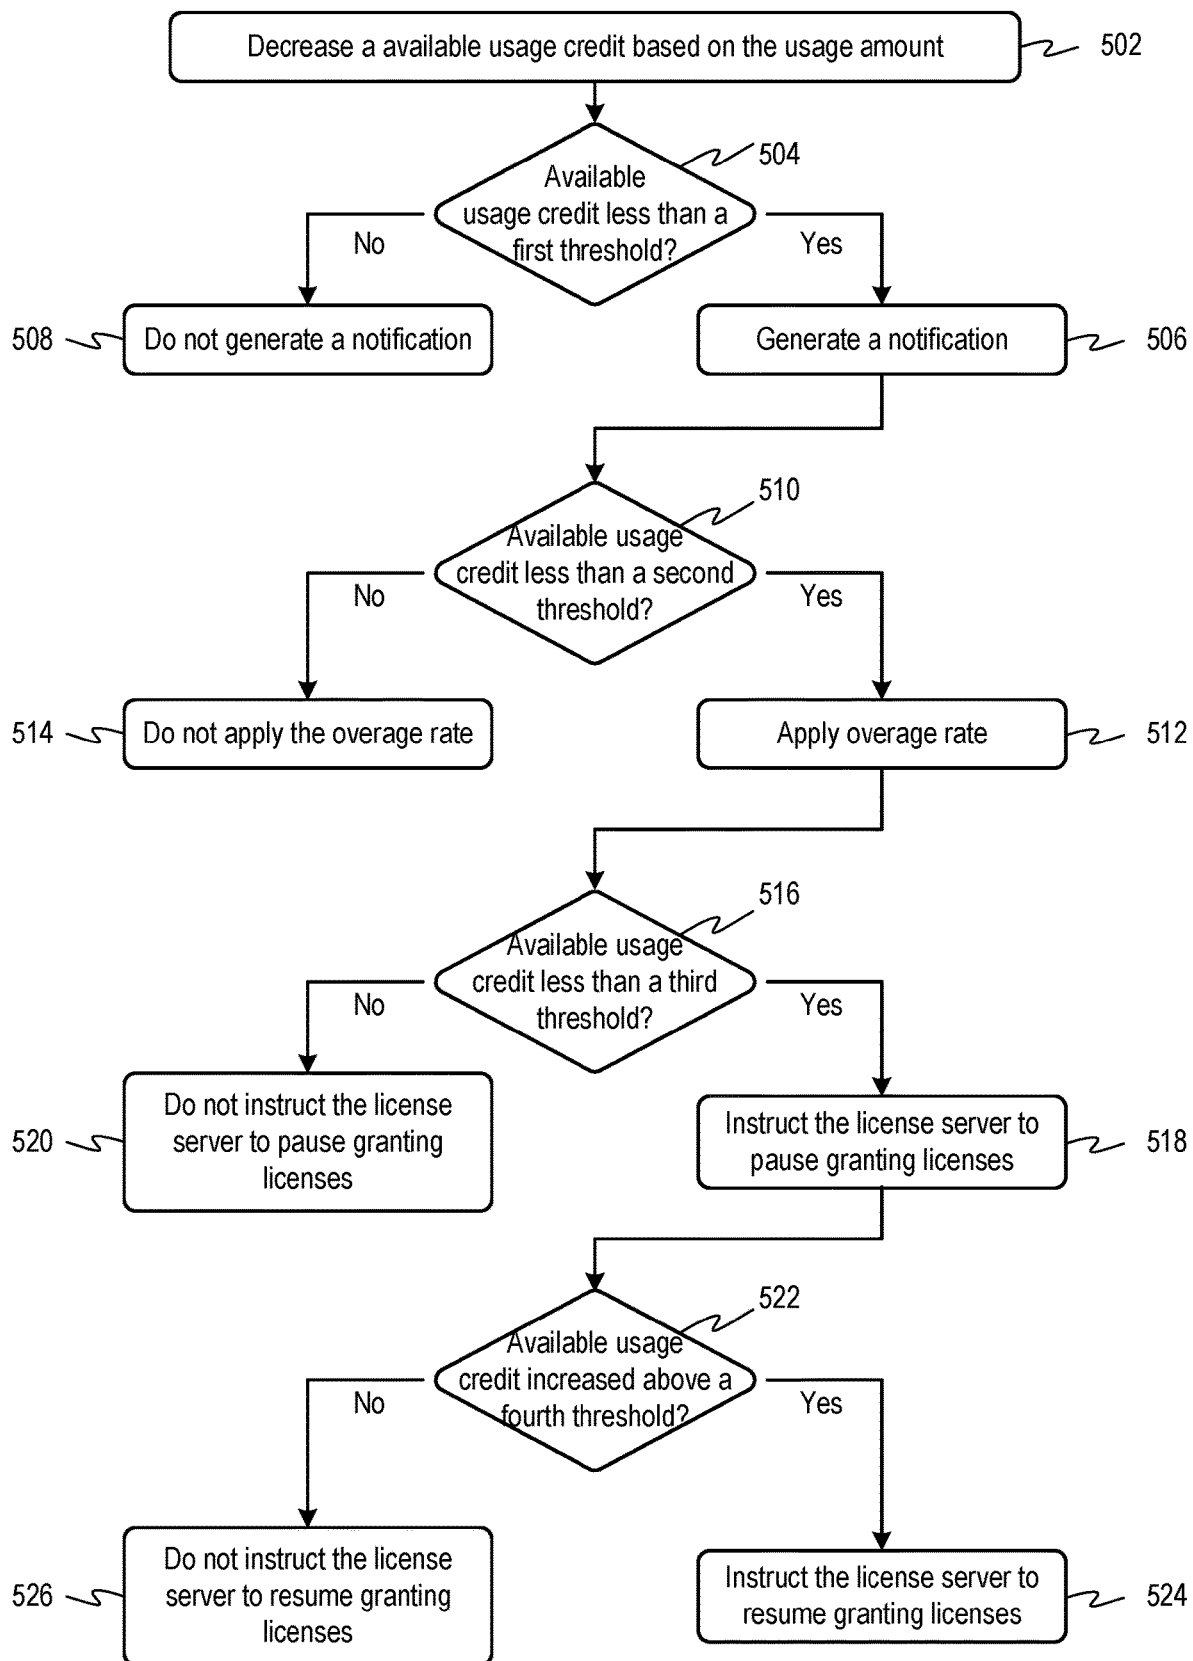 Decrease a available usage credit based on the usage amount
502
504
Available
usage credit less than a
first threshold?
No
Yes
508
Do not generate a notification
Generate a notification
506
510
Available usage
credit less than a second
threshold?
No
Yes
514
Do not apply the overage rate
Apply overage rate
512
516
Available usage
credit less than a third
threshold?
No
Yes
520
Do not instruct the license
server to pause granting
licenses
Instruct the license server to
pause granting licenses
518
522
Available usage
credit increased above a
fourth threshold?
No
Yes
526
Do not instruct the license
server to resume granting
licenses
Instruct the license server to
resume granting licenses
524